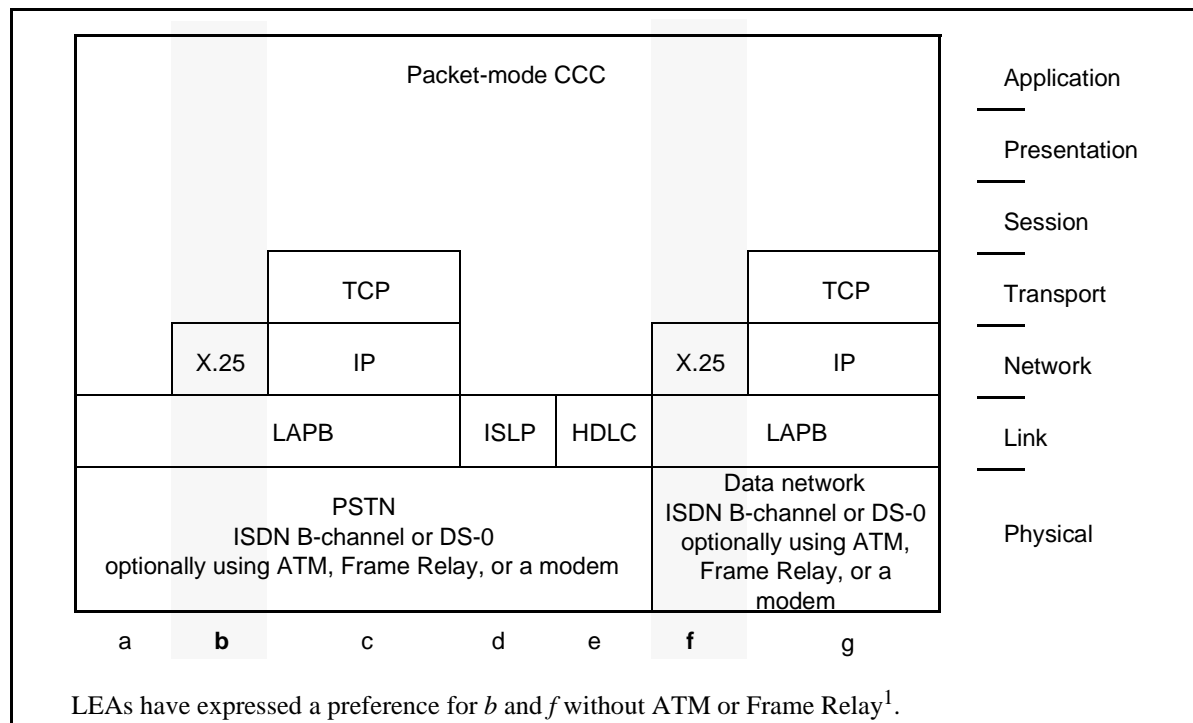 Packet-mode CCC
Application
Presentation
Session
TCP
TCP
Transport
X.25
IP
X.25
IP
Network
LAPB
ISLP
HDLC
LAPB
Link
PSTN
ISDN B-channel or DS-0
optionally using ATM, Frame Relay, or a modem
Data network
ISDN B-channel or DS-0
optionally using ATM,
Frame Relay, or a
modem
Physical
a
b
c
d
e
f
g
LEAs have expressed a preference for b and f without ATM or Frame Relay1.